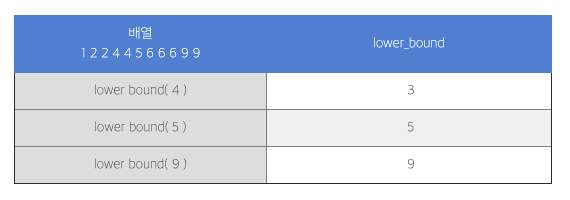 배열
1 2 2 4 4 5 6 6 6 9 9
lower_bound
lower bound( 4 )
3
lower bound( 5 )
5
lower bound( 9 )
9